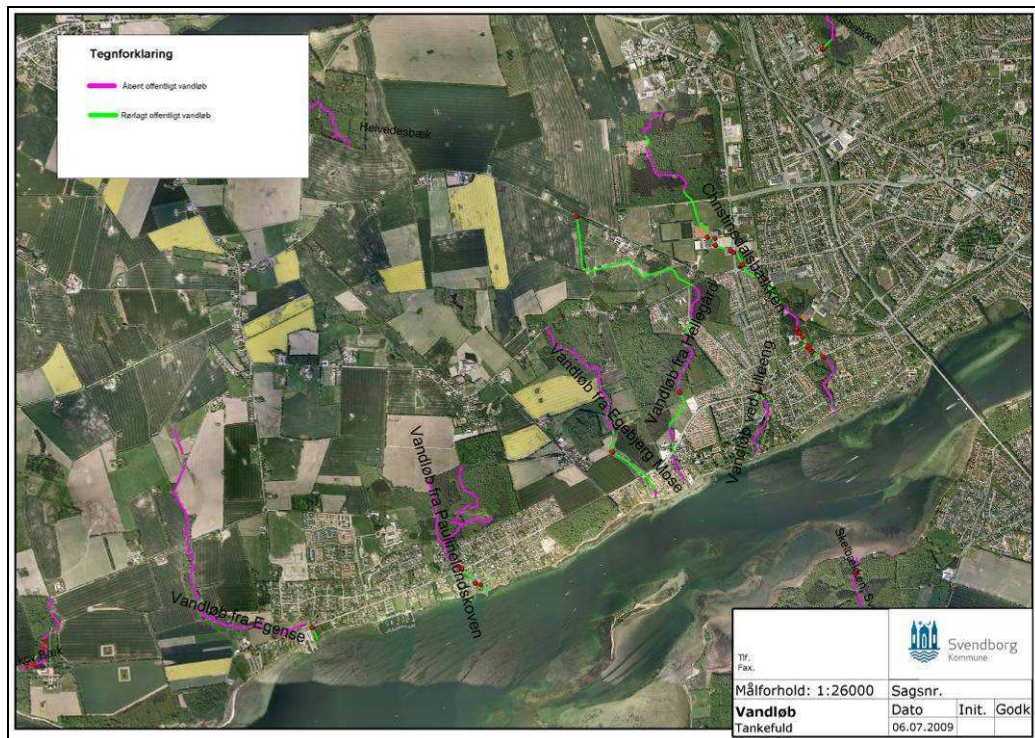 Tegnforklaring
Åbent offentligt vandløb
Rørlagt offentligt vandløb
Helvedesbæk
Christinedalsbækken
Vandløb fra Hallegård
Vandløb fra Egebjerg Mose
Vandløb ved Lilleeng
Vandløb fra Paulinelundskoven
Vandløb fra Egense
Tlf.
Fax.
Svendborg
Kommune
Målforhold: 1:26000
Sagsnr.
Vandløb
Dato
Init.
Godk
Tankefuld
06.07.2009